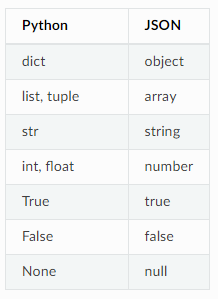 Python JSON
dict object
list, tuple array
str string
int, float number
True true
False false
None null